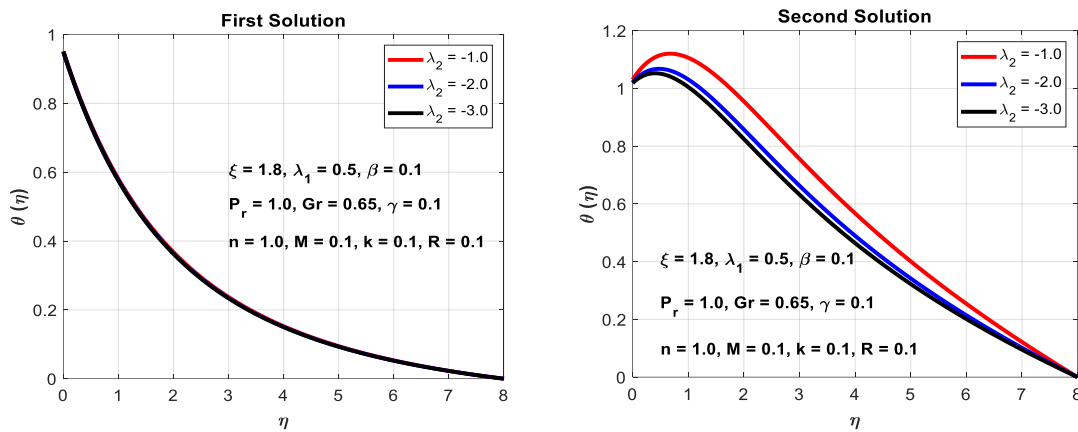 First Solution
λ₂ = -1.0
λ₂ = -2.0
λ₂ = -3.0
ξ = 1.8, λ₁ = 0.5, β = 0.1
Pᵣ = 1.0, Gr = 0.65, γ = 0.1
n = 1.0, M = 0.1, k = 0.1, R = 0.1
θ (η)
1
0.8
0.6
0.4
0.2
0
0 1 2 3 4 5 6 7 8
η
Second Solution
λ₂ = -1.0
λ₂ = -2.0
λ₂ = -3.0
ξ = 1.8, λ₁ = 0.5, β = 0.1
Pᵣ = 1.0, Gr = 0.65, γ = 0.1
n = 1.0, M = 0.1, k = 0.1, R = 0.1
θ (η)
1.2
1
0.8
0.6
0.4
0.2
0
0 1 2 3 4 5 6 7 8
η